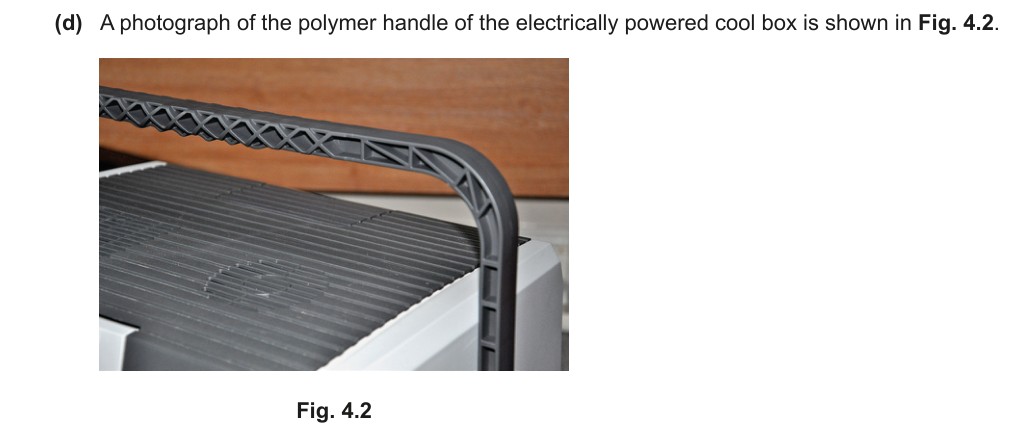 (d) A photograph of the polymer handle of the electrically powered cool box is shown in Fig. 4.2.
Fig. 4.2